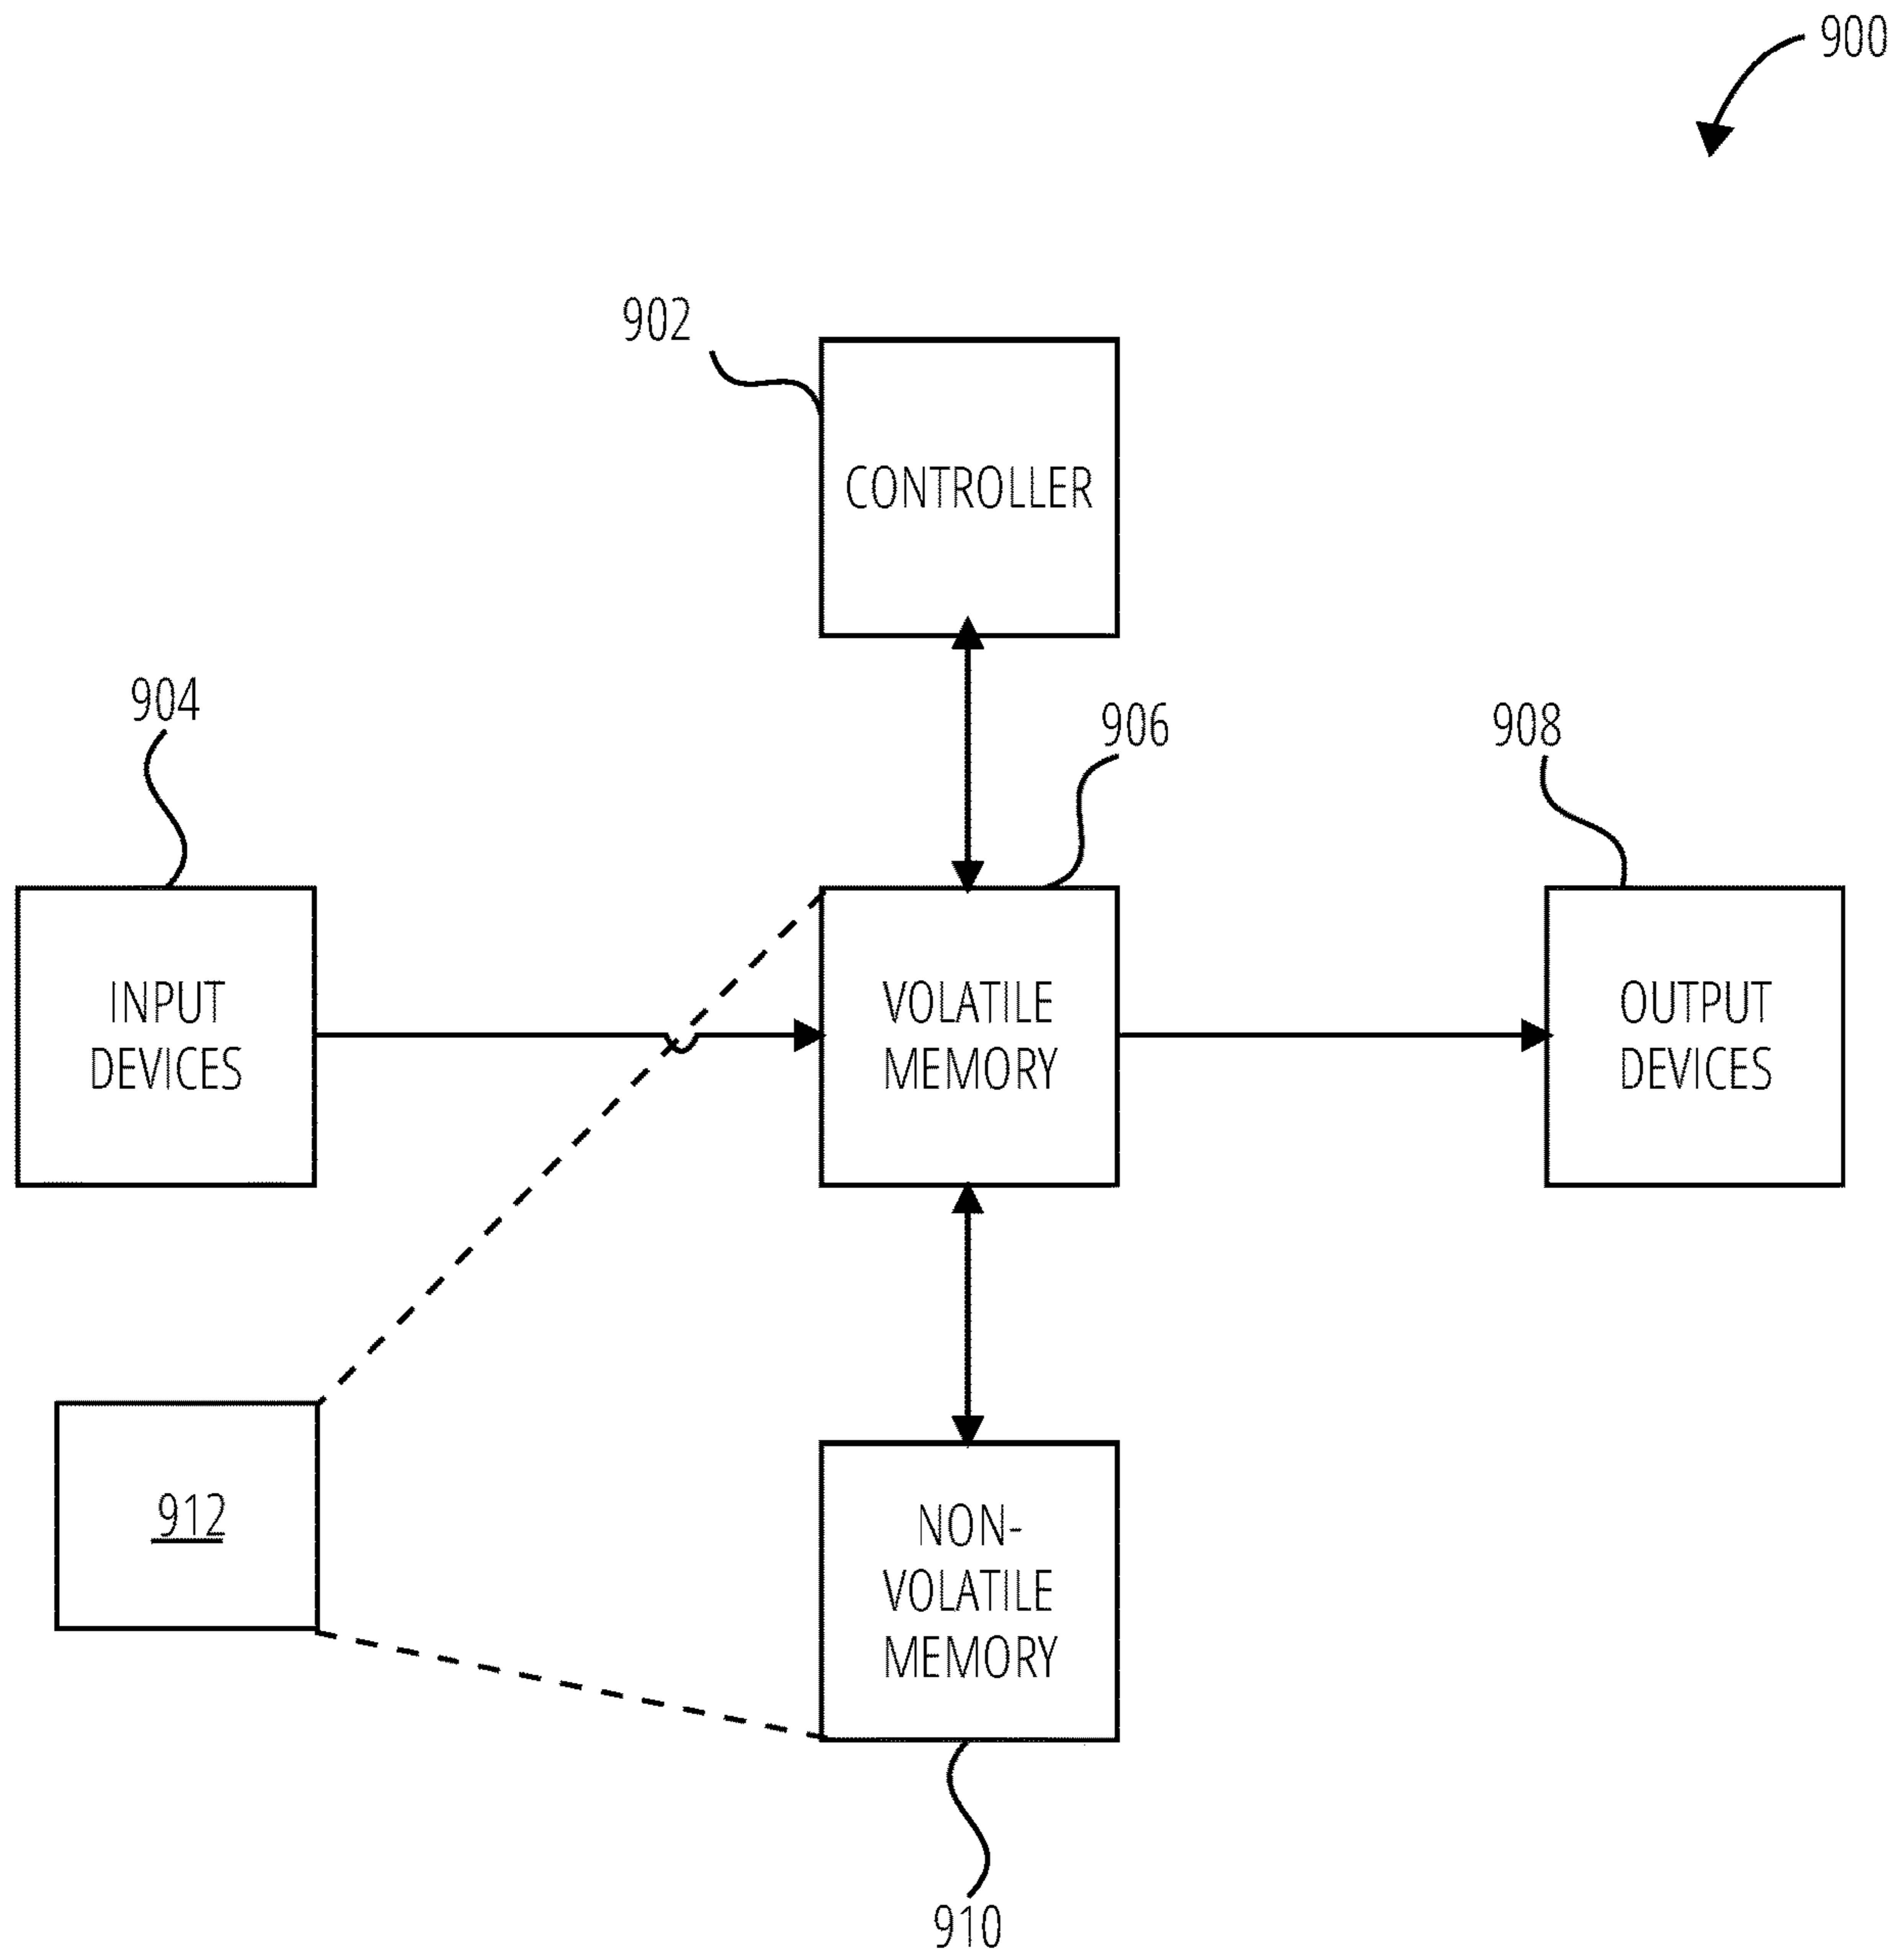 900
902
CONTROLLER
904
906
908
INPUT
DEVICES
VOLATILE
MEMORY
OUTPUT
DEVICES
912
NON-
VOLATILE
MEMORY
910